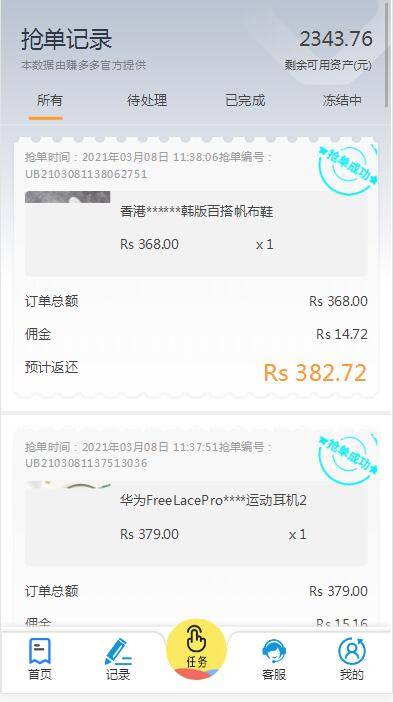 抢单记录
2343.76
本数据由赚多多官方提供
剩余可用资产(元)
所有 待处理 已完成 冻结中
抢单时间：2021年03月08日 11:38:06抢单编号：
UB2103081138062751
抢单成功
香港******韩版百搭帆布鞋
Rs 368.00 x 1
订单总额 Rs 368.00
佣金 Rs 14.72
预计返还 Rs 382.72
抢单时间：2021年03月08日 11:37:51抢单编号：
UB2103081137513036
抢单成功
华为FreeLacePro****运动耳机2
Rs 379.00 x 1
订单总额 Rs 379.00
佣金 Rs 15.16
首页 记录 任务 客服 我的